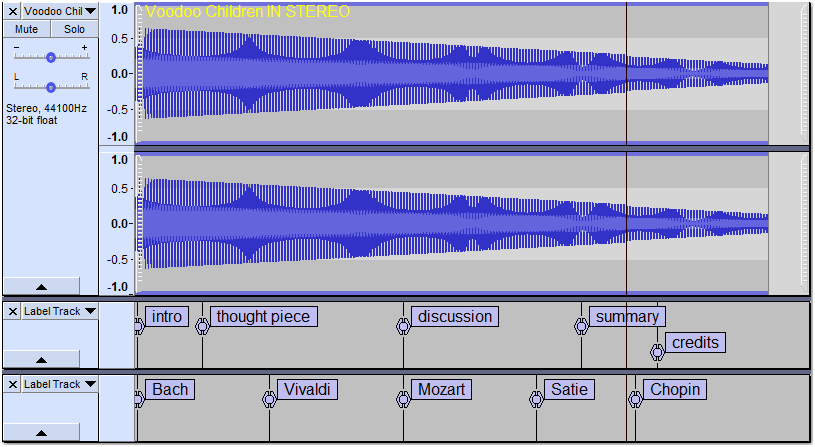 Voodoo Chil
Mute Solo
- +
L R
Stereo, 44100Hz
32-bit float
Voodoo Children IN STEREO
1.0
0.5
0.0
-0.5
-1.0
1.0
0.5
0.0
-0.5
-1.0
Label Track
intro thought piece discussion summary
credits
Label Track
Bach Vivaldi Mozart Satie Chopin